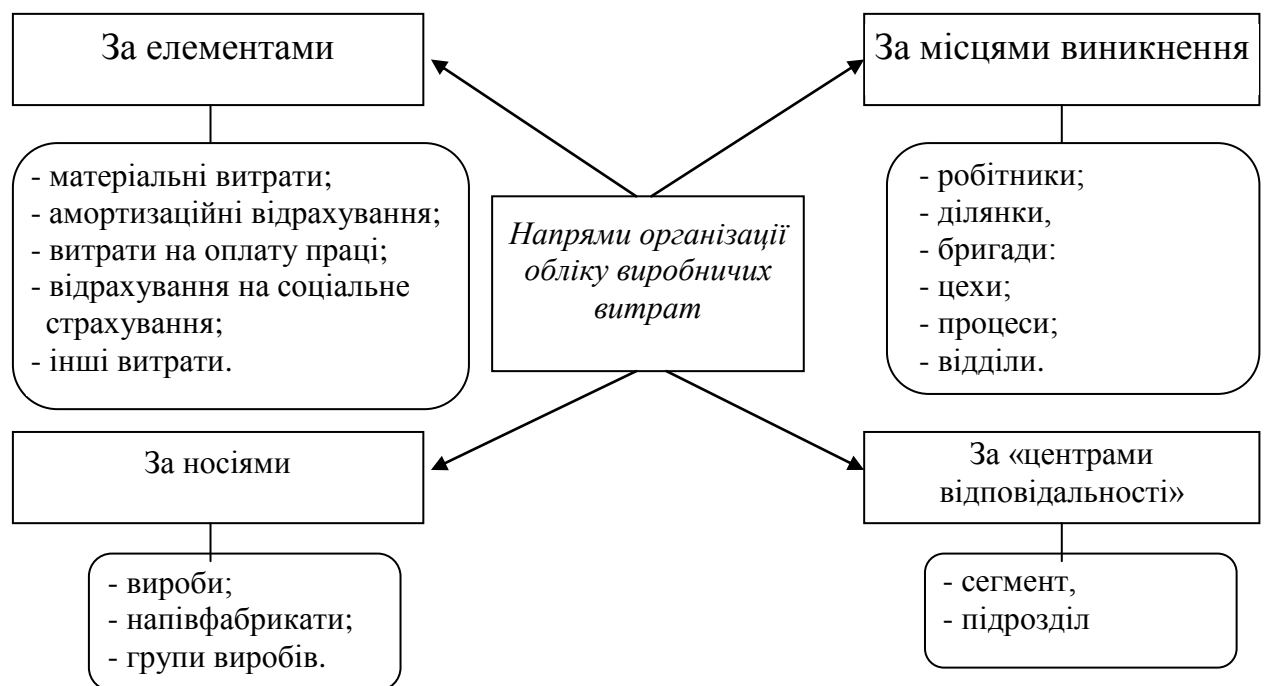 За елементами
- матеріальні витрати;
- амортизаційні відрахування;
- витрати на оплату праці;
- відрахування на соціальне
страхування;
- інші витрати.
За місцями виникнення
- робітники;
- ділянки,
- бригади:
- цехи;
- процеси;
- відділи.
Напрями організації
обліку виробничих
витрат
За носіями
- вироби;
- напівфабрикати;
- групи виробів.
За «центрами
відповідальності»
- сегмент,
- підрозділ